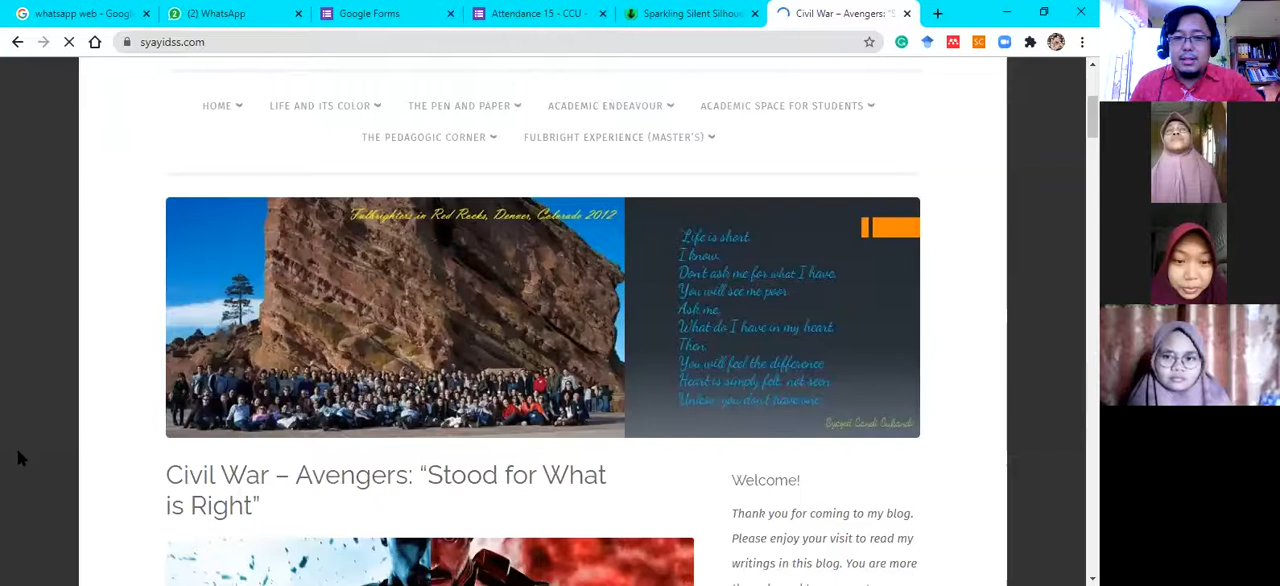 whatsapp web - Googl
(2) WhatsApp
Google Forms
Attendance 15 - CCU -
Sparkling Silent Silhoue
Civil War – Avengers: "S
syayidss.com
HOME
LIFE AND ITS COLOR
THE PEN AND PAPER
ACADEMIC ENDEAVOUR
ACADEMIC SPACE FOR STUDENTS
THE PEDAGOGIC CORNER
FULBRIGHT EXPERIENCE (MASTER'S)
Fulbrighters in Red Rocks, Denver, Colorado 2012
"Life is short.
I know.
Don't ask me for what I have.
You will see me poor.
Ask me,
What do I have in my heart.
Then,
You will feel the difference
Heart is simply felt, not seen
Unless you don't have one.
Civil War – Avengers: “Stood for What
is Right”
Welcome!
Thank you for coming to my blog.
Please enjoy your visit to read my
writings in this blog. You are more